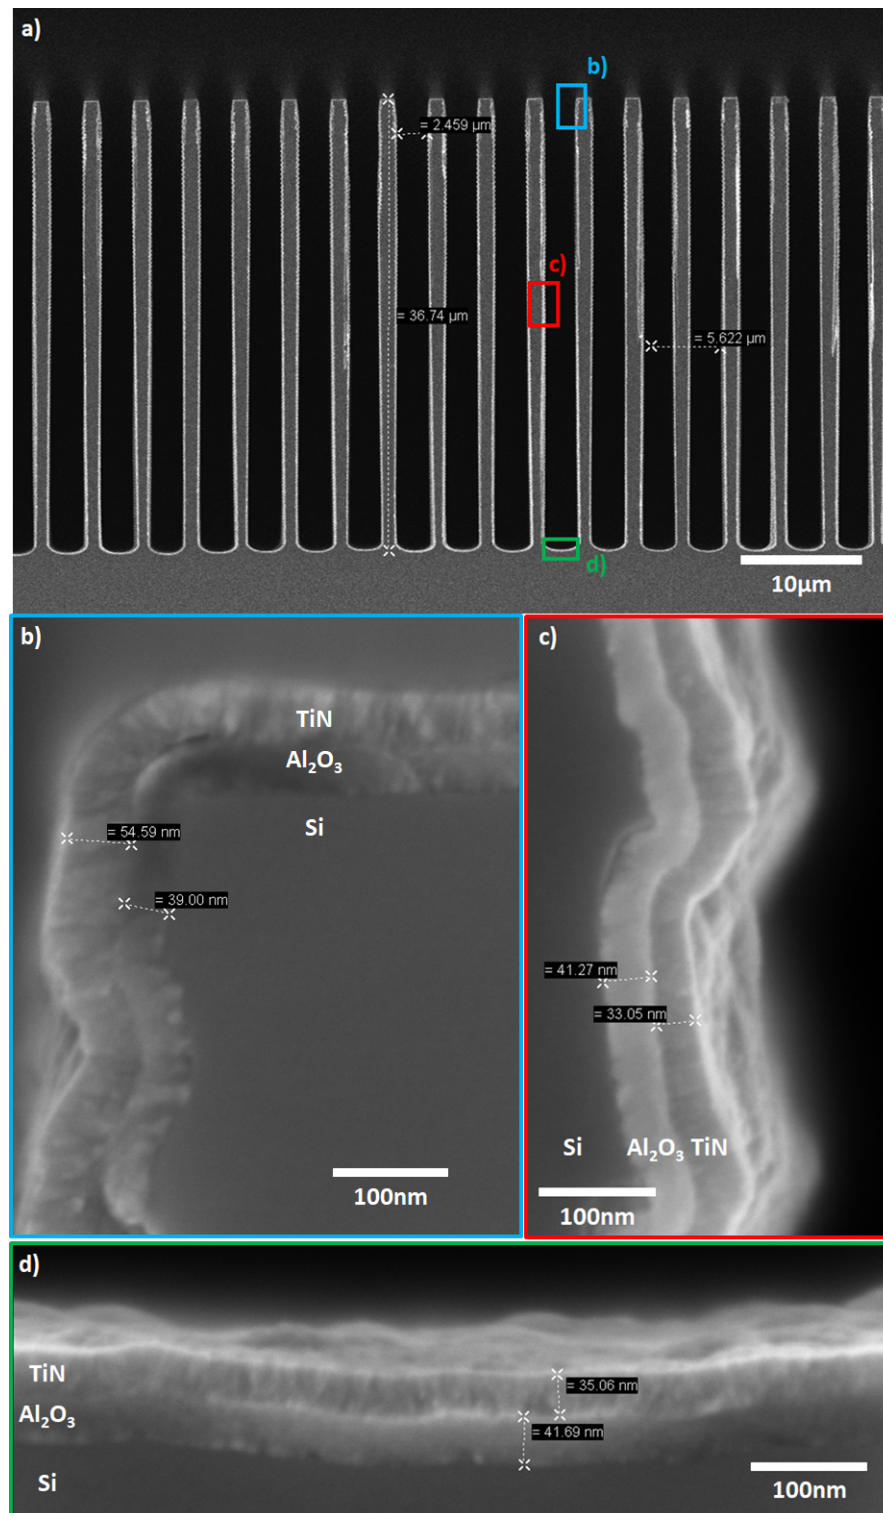 a)
b)
= 2.459 µm
c)
= 36.74 µm
= 5.622 µm
d)
10µm
b)
TiN
Al₂O₃
Si
= 54.59 nm
= 39.00 nm
100nm
c)
= 41.27 nm
= 33.05 nm
Si Al₂O₃ TiN
100nm
d)
TiN
= 35.06 nm
Al₂O₃
= 41.69 nm
Si
100nm